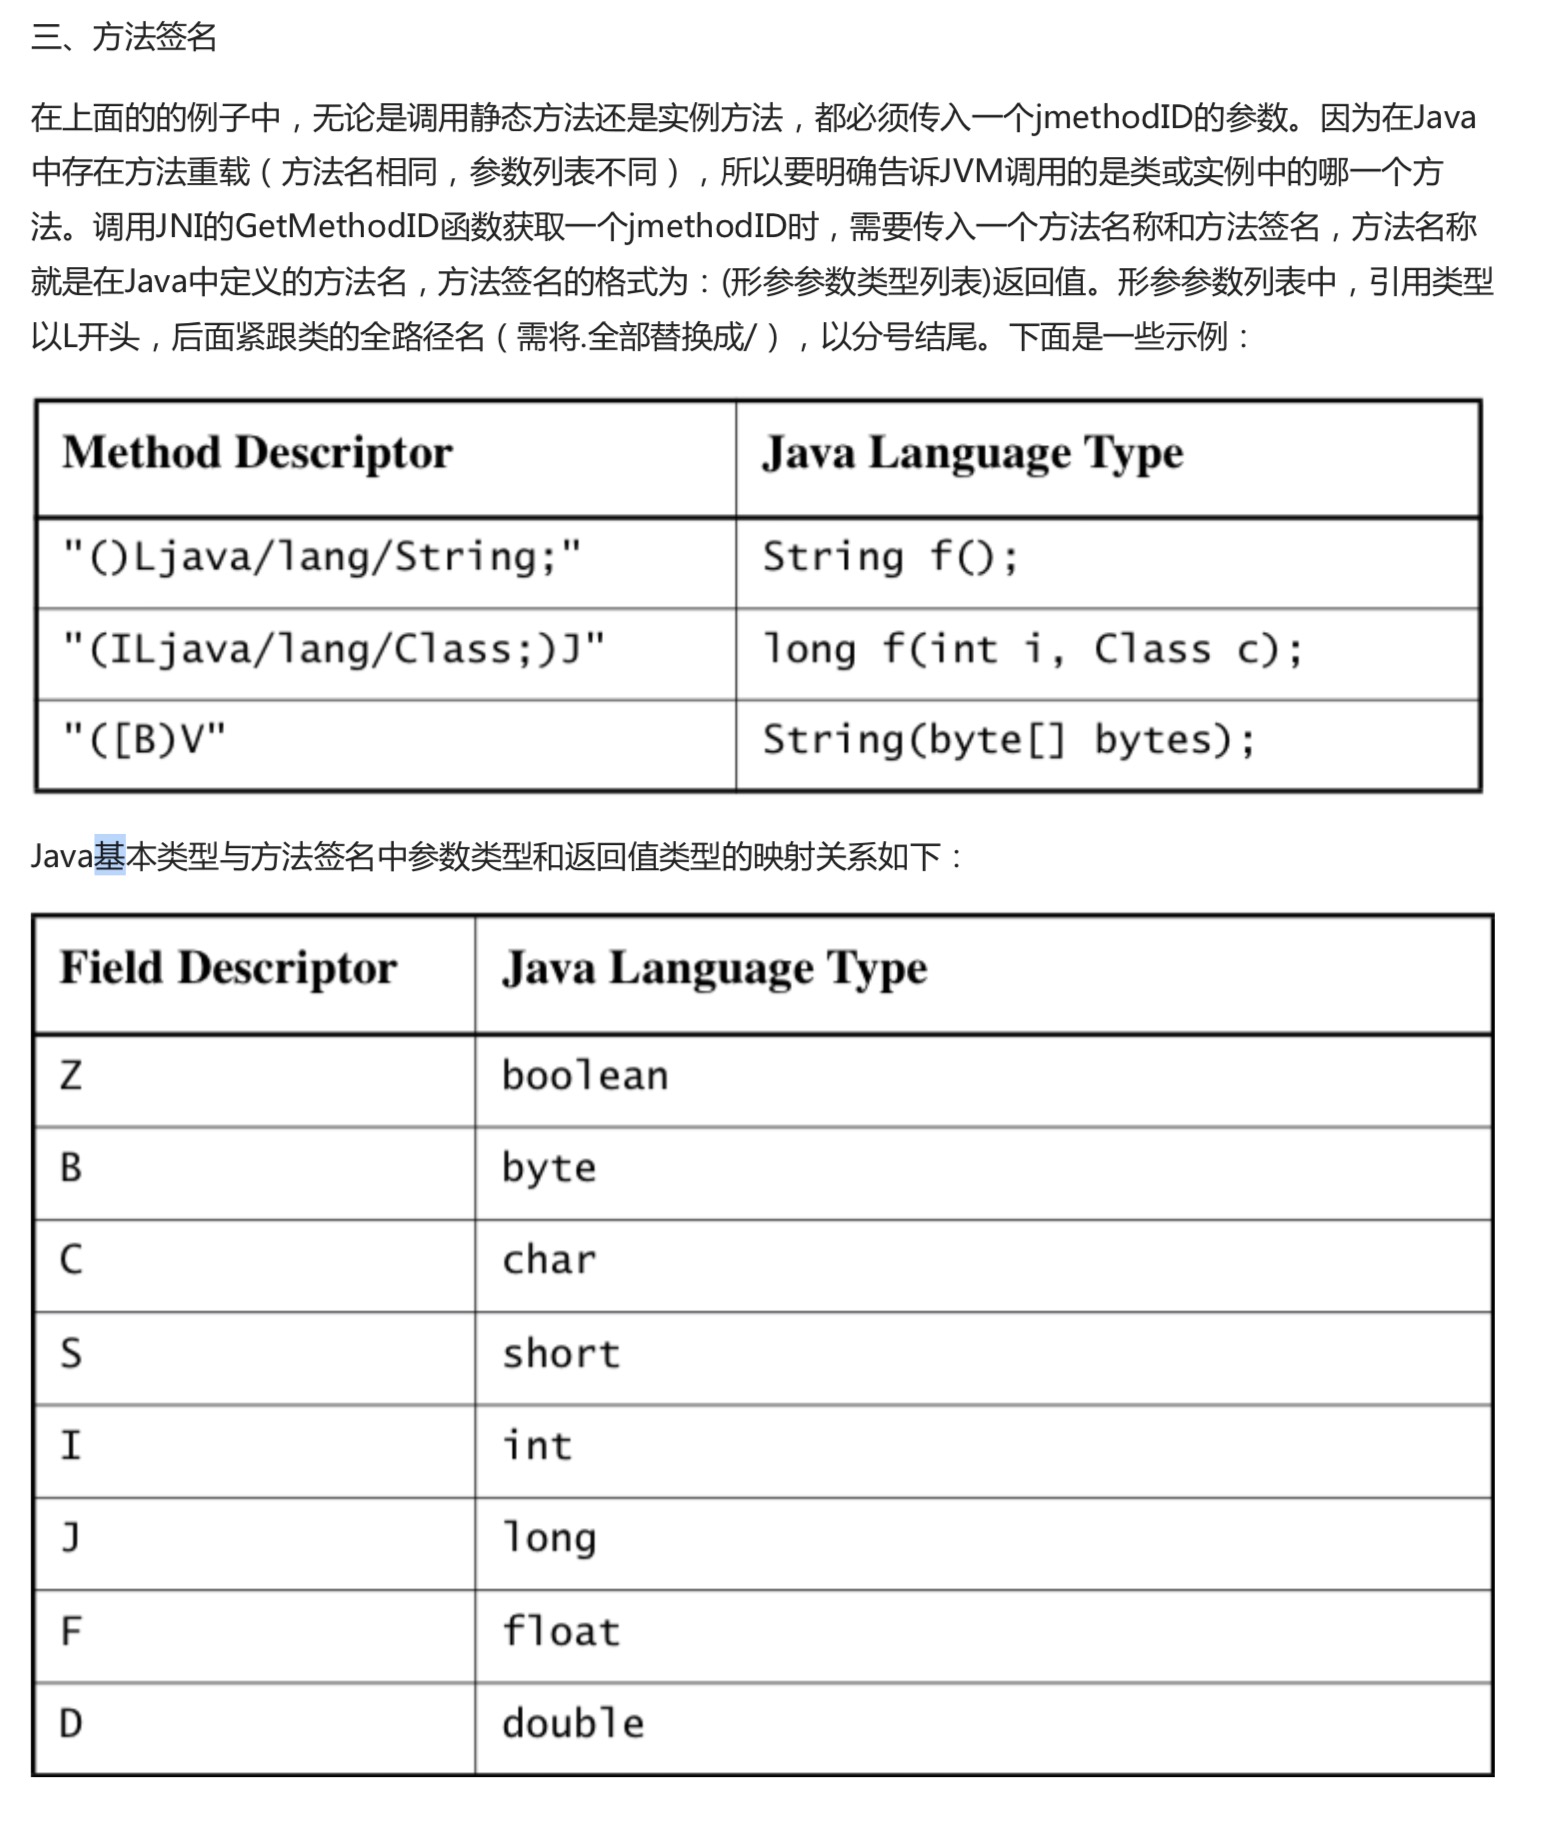 三、方法签名
在上面的的例子中，无论是调用静态方法还是实例方法，都必须传入一个jmethodID的参数。因为在Java
中存在方法重载（方法名相同，参数列表不同），所以要明确告诉JVM调用的是类或实例中的哪一个方
法。调用JNI的GetMethodID函数获取一个jmethodID时，需要传入一个方法名称和方法签名，方法名称
就是在Java中定义的方法名，方法签名的格式为：(形参参数类型列表)返回值。形参参数列表中，引用类型
以L开头，后面紧跟类的全路径名（需将.全部替换成/），以分号结尾。下面是一些示例：
Method Descriptor Java Language Type
"()Ljava/lang/String;" String f();
"(ILjava/lang/Class;)J" long f(int i, Class c);
"([B)V" String(byte[] bytes);
Java基本类型与方法签名中参数类型和返回值类型的映射关系如下：
Field Descriptor Java Language Type
Z boolean
B byte
C char
S short
I int
J long
F float
D double